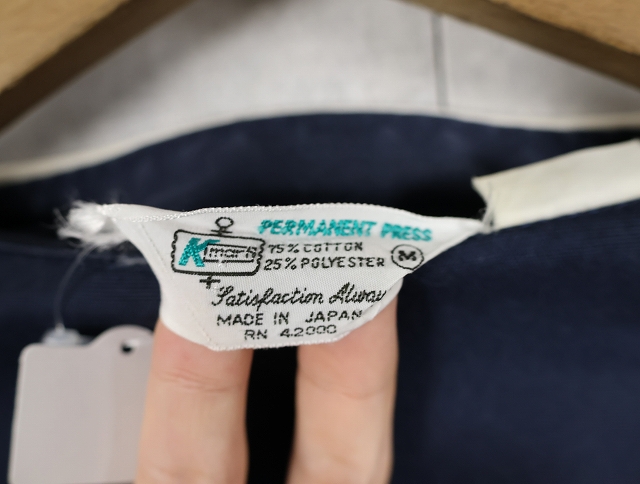 PERMANENT PRESS
Kmart 75% COTTON
25% POLYESTER M
Satisfaction Always
MADE IN JAPAN
RN 42000